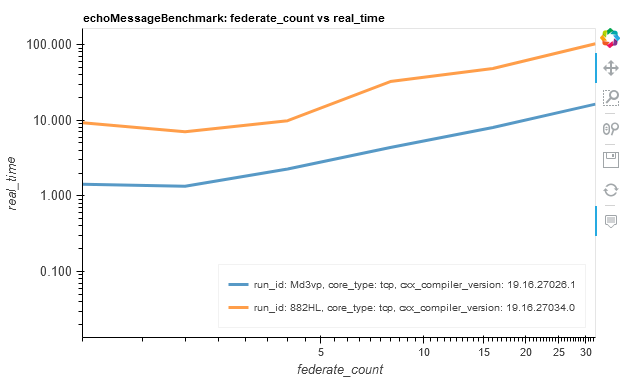 echoMessageBenchmark: federate_count vs real_time
100.000
10.000
1.000
0.100
real_time
run_id: Md3vp, core_type: tcp, cxx_compiler_version: 19.16.27026.1
run_id: 882HL, core_type: tcp, cxx_compiler_version: 19.16.27034.0
5 10 15 20 25 30
federate_count